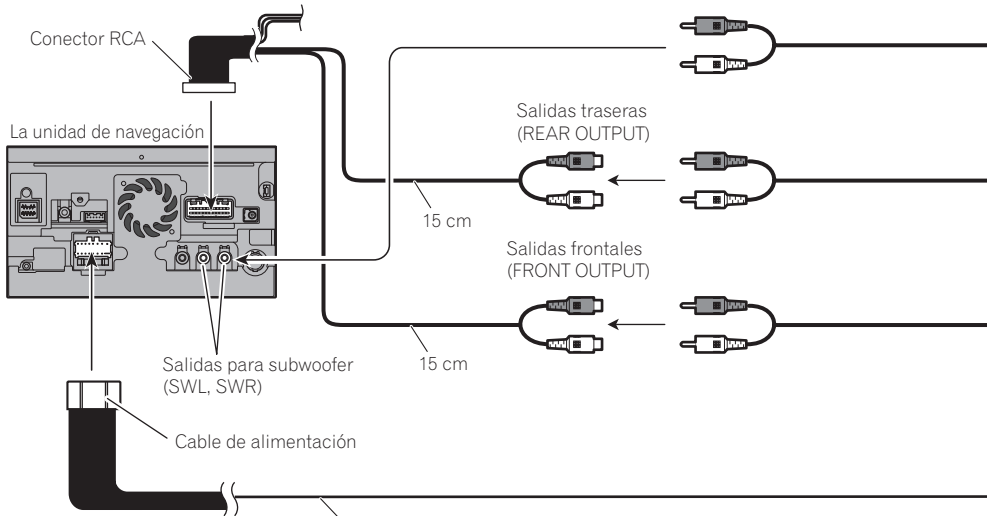 Conector RCA
La unidad de navegación
Salidas traseras
(REAR OUTPUT)
15 cm
Salidas frontales
(FRONT OUTPUT)
15 cm
Salidas para subwoofer
(SWL, SWR)
Cable de alimentación